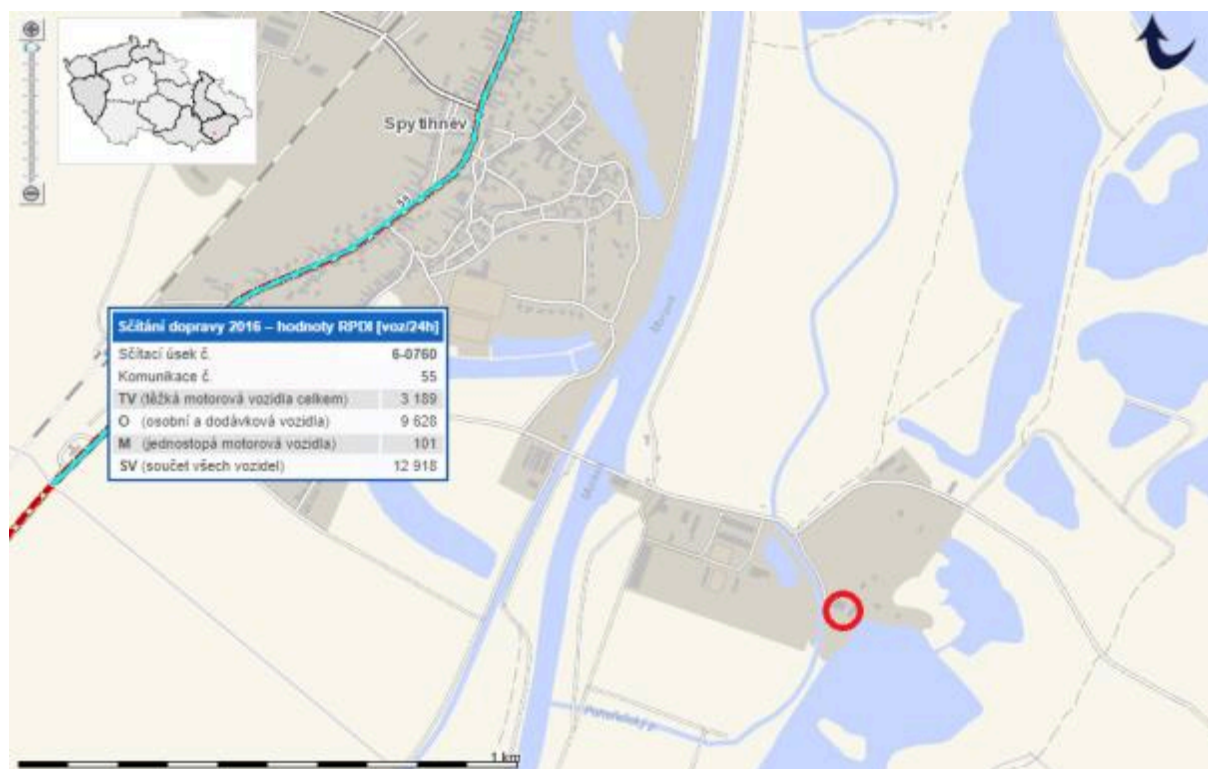 Spytihněv
55
Sčítání dopravy 2016 – hodnoty RPDI [voz/24h]
Sčítací úsek č. 6-0760
Komunikace č. 55
TV (těžká motorová vozidla celkem) 3 189
O (osobní a dodávková vozidla) 9 628
M (jednostopá motorová vozidla) 101
SV (součet všech vozidel) 12 918
Morava
Morava
1 km